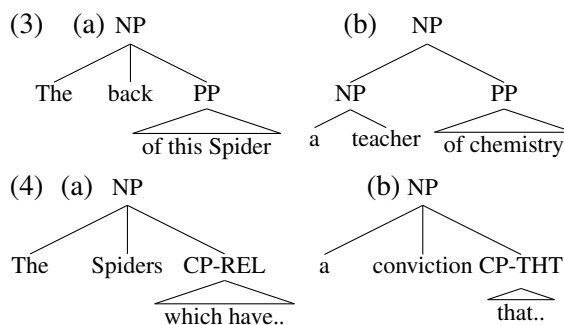 (3) (a) NP (b) NP
The back PP NP PP
of this Spider a teacher of chemistry
(4) (a) NP (b) NP
The Spiders CP-REL a conviction CP-THT
which have.. that..